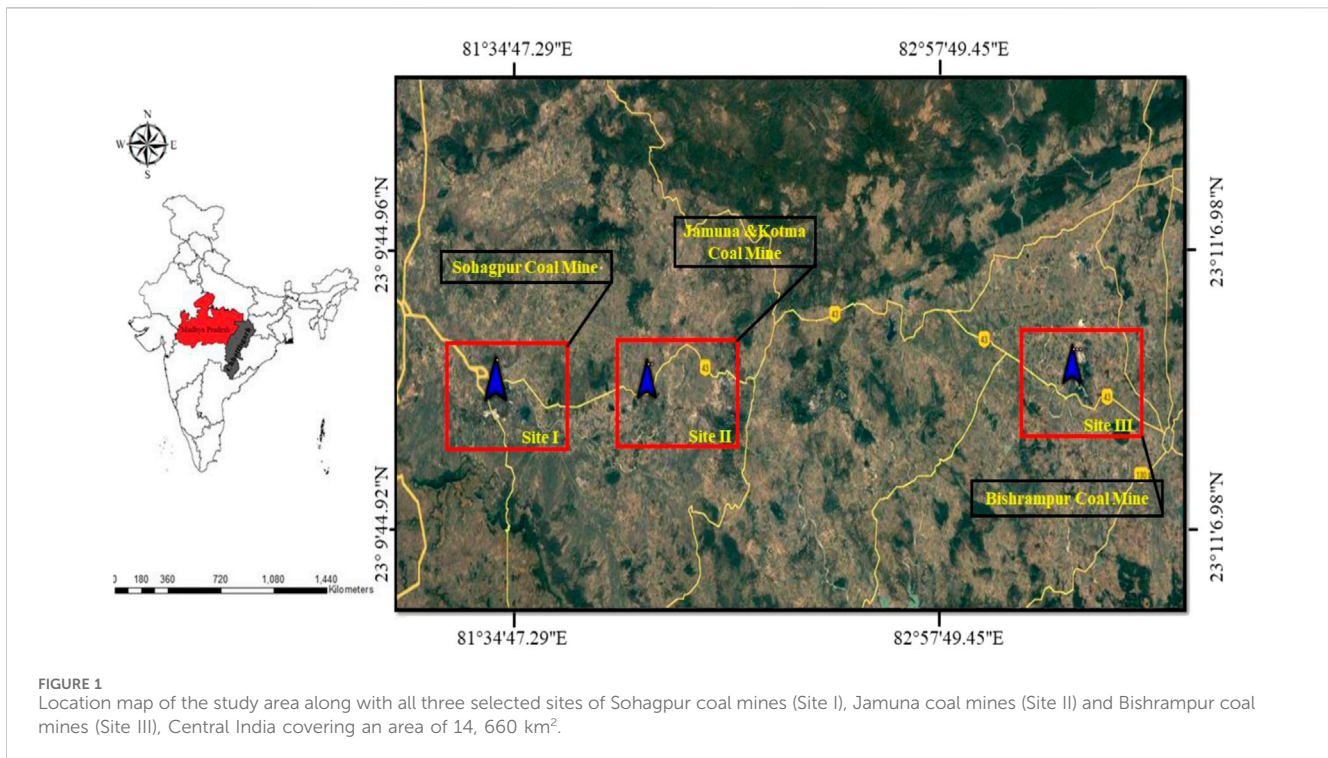 81°34'47.29"E
82°57'49.45"E
N
W
E
S
23° 9'44.96"N
23°11'6.98"N
Jamuna &Kotma
Coal Mine
Sohagpur Coal Mine
Madhya Pradesh
43
43
43
43
Site I
Site II
Site III
130
Bishrampur Coal Mine
23° 9'44.92"N
23°11'6.98"N
0 180 360 720 1,080 1,440
Kilometers
81°34'47.29"E
82°57'49.45"E
FIGURE 1
Location map of the study area along with all three selected sites of Sohagpur coal mines (Site I), Jamuna coal mines (Site II) and Bishrampur coal
mines (Site III), Central India covering an area of 14, 660 km².